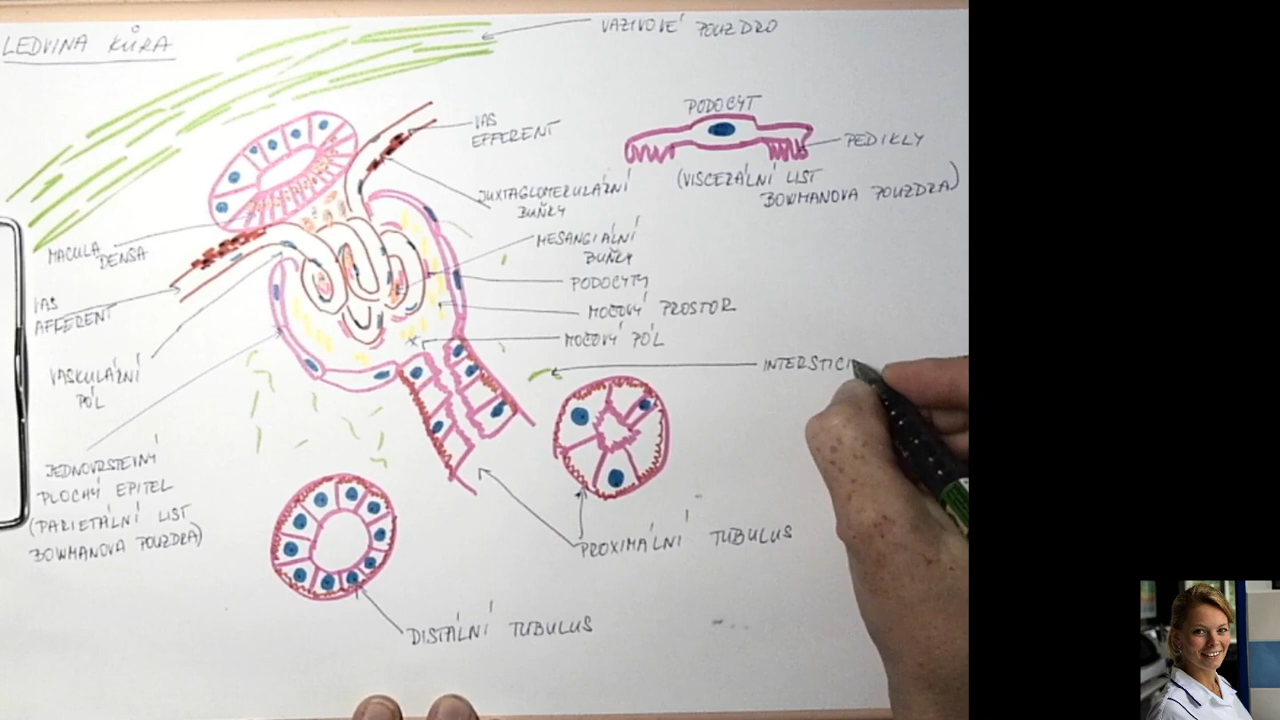 LEDVINA KŮRA
VAZIVOVÉ POUZDRO
VAS
EFFERENT
PODOCYT
PEDIKLY
(VISCERÁLNÍ LIST
BOWMANOVA POUZDRA)
JUXTAGLOMERULÁRNÍ
BUŇKY
MACULA
DENSA
MESANGIÁLNÍ
BUŇKY
PODOCYTY
VAS
AFFERENT
MOČOVÝ PROSTOR
MOČOVÝ PÓL
VASKULÁRNÍ
PÓL
INTERSTICI
JEDNOVRSTEVNÝ
PLOCHÝ EPITEL
(PARIETÁLNÍ LIST
BOWMANOVA POUZDRA)
PROXIMÁLNÍ TUBULUS
DISTÁLNÍ TUBULUS